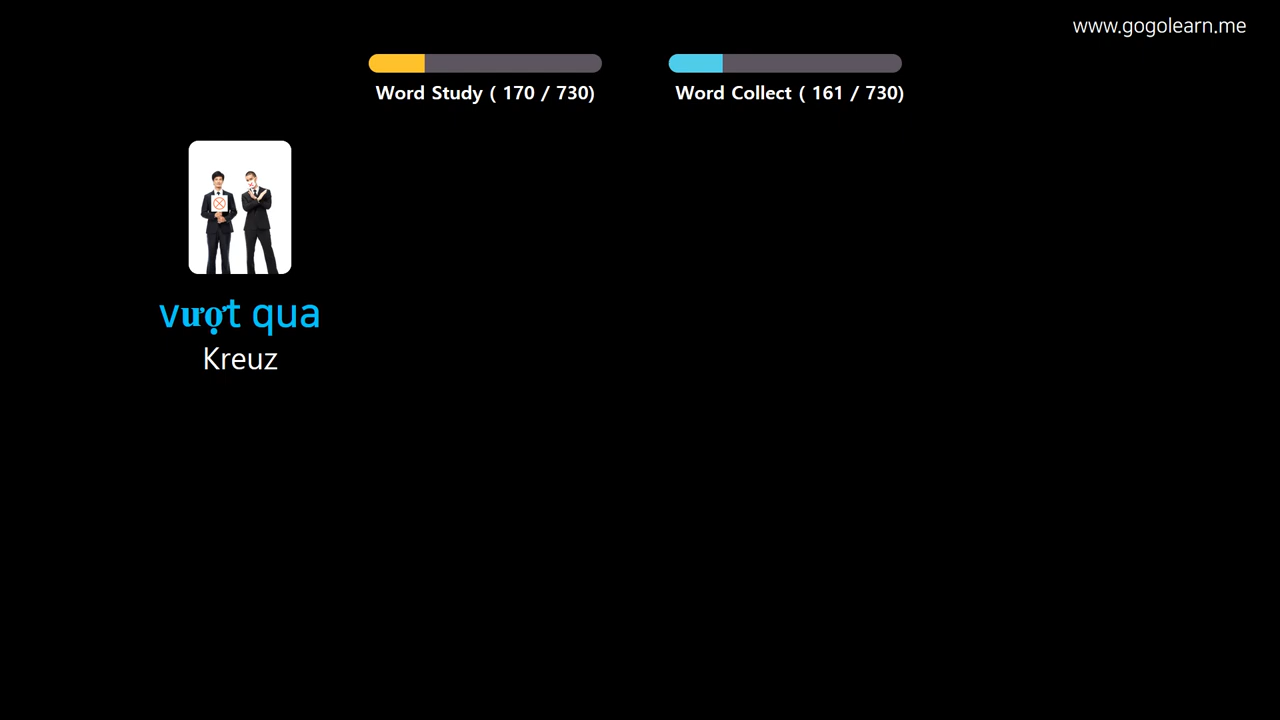 www.gogolearn.me
Word Study ( 170 / 730)
Word Collect ( 161 / 730)
vượt qua
Kreuz